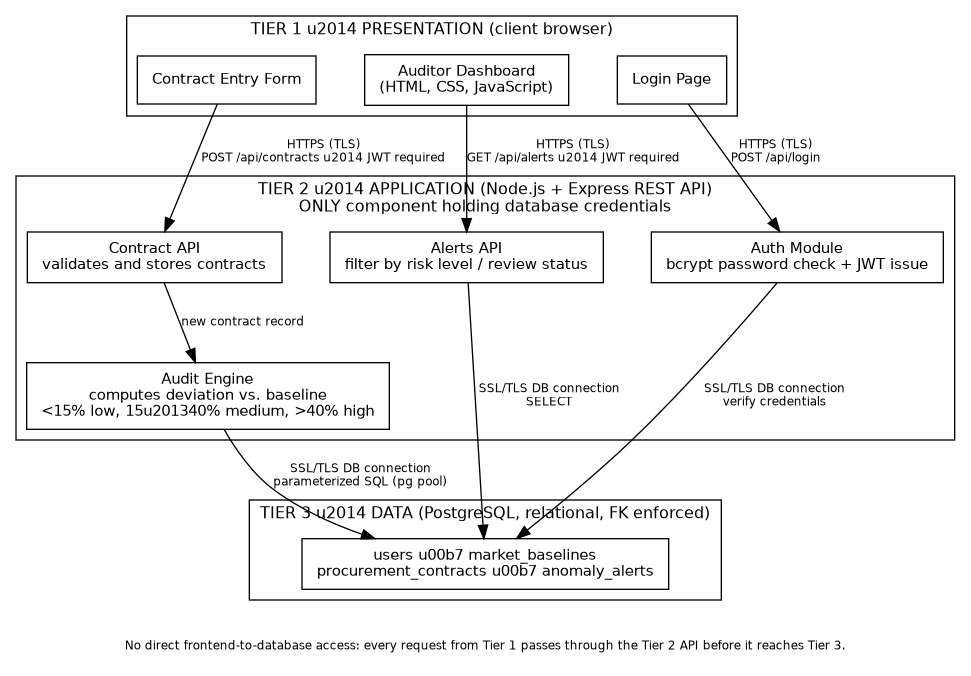 TIER 1 u2014 PRESENTATION (client browser)
Contract Entry Form
Auditor Dashboard
(HTML, CSS, JavaScript)
Login Page
HTTPS (TLS)
POST /api/contracts u2014 JWT required
HTTPS (TLS)
GET /api/alerts u2014 JWT required
HTTPS (TLS)
POST /api/login
TIER 2 u2014 APPLICATION (Node.js + Express REST API)
ONLY component holding database credentials
Contract API
validates and stores contracts
Alerts API
filter by risk level / review status
Auth Module
bcrypt password check + JWT issue
new contract record
Audit Engine
computes deviation vs. baseline
<15% low, 15u201340% medium, >40% high
SSL/TLS DB connection
SELECT
SSL/TLS DB connection
verify credentials
SSL/TLS DB connection
parameterized SQL (pg pool)
TIER 3 u2014 DATA (PostgreSQL, relational, FK enforced)
users u00b7 market_baselines
procurement_contracts u00b7 anomaly_alerts
No direct frontend-to-database access: every request from Tier 1 passes through the Tier 2 API before it reaches Tier 3.